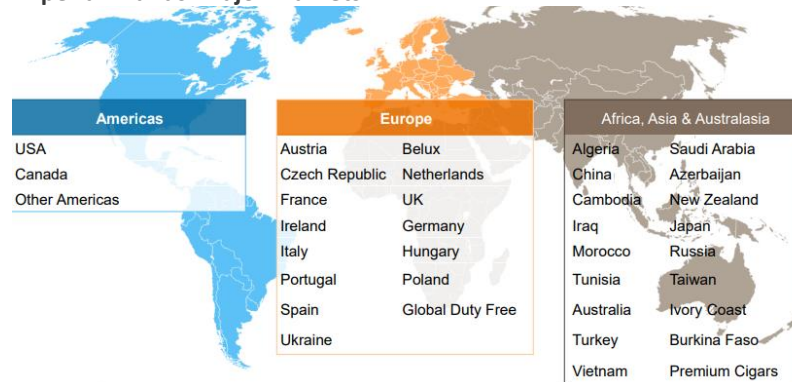 Americas
USA
Canada
Other Americas
Europe
Austria Belux
Czech Republic Netherlands
France UK
Ireland Germany
Italy Hungary
Portugal Poland
Spain Global Duty Free
Ukraine
Africa, Asia & Australasia
Algeria Saudi Arabia
China Azerbaijan
Cambodia New Zealand
Iraq Japan
Morocco Russia
Tunisia Taiwan
Australia Ivory Coast
Turkey Burkina Faso
Vietnam Premium Cigars